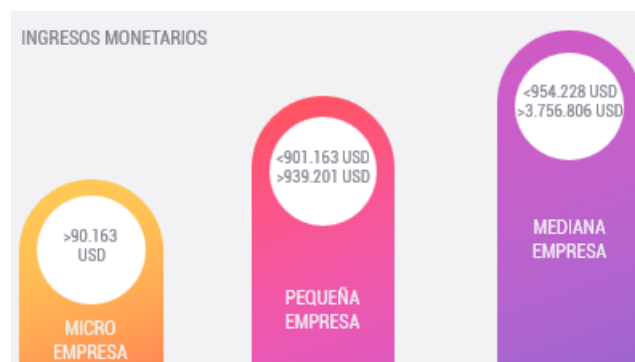 INGRESOS MONETARIOS
>90.163
USD
MICRO
EMPRESA
<901.163 USD
>939.201 USD
PEQUEÑA
EMPRESA
<954.228 USD
>3.756.806 USD
MEDIANA
EMPRESA